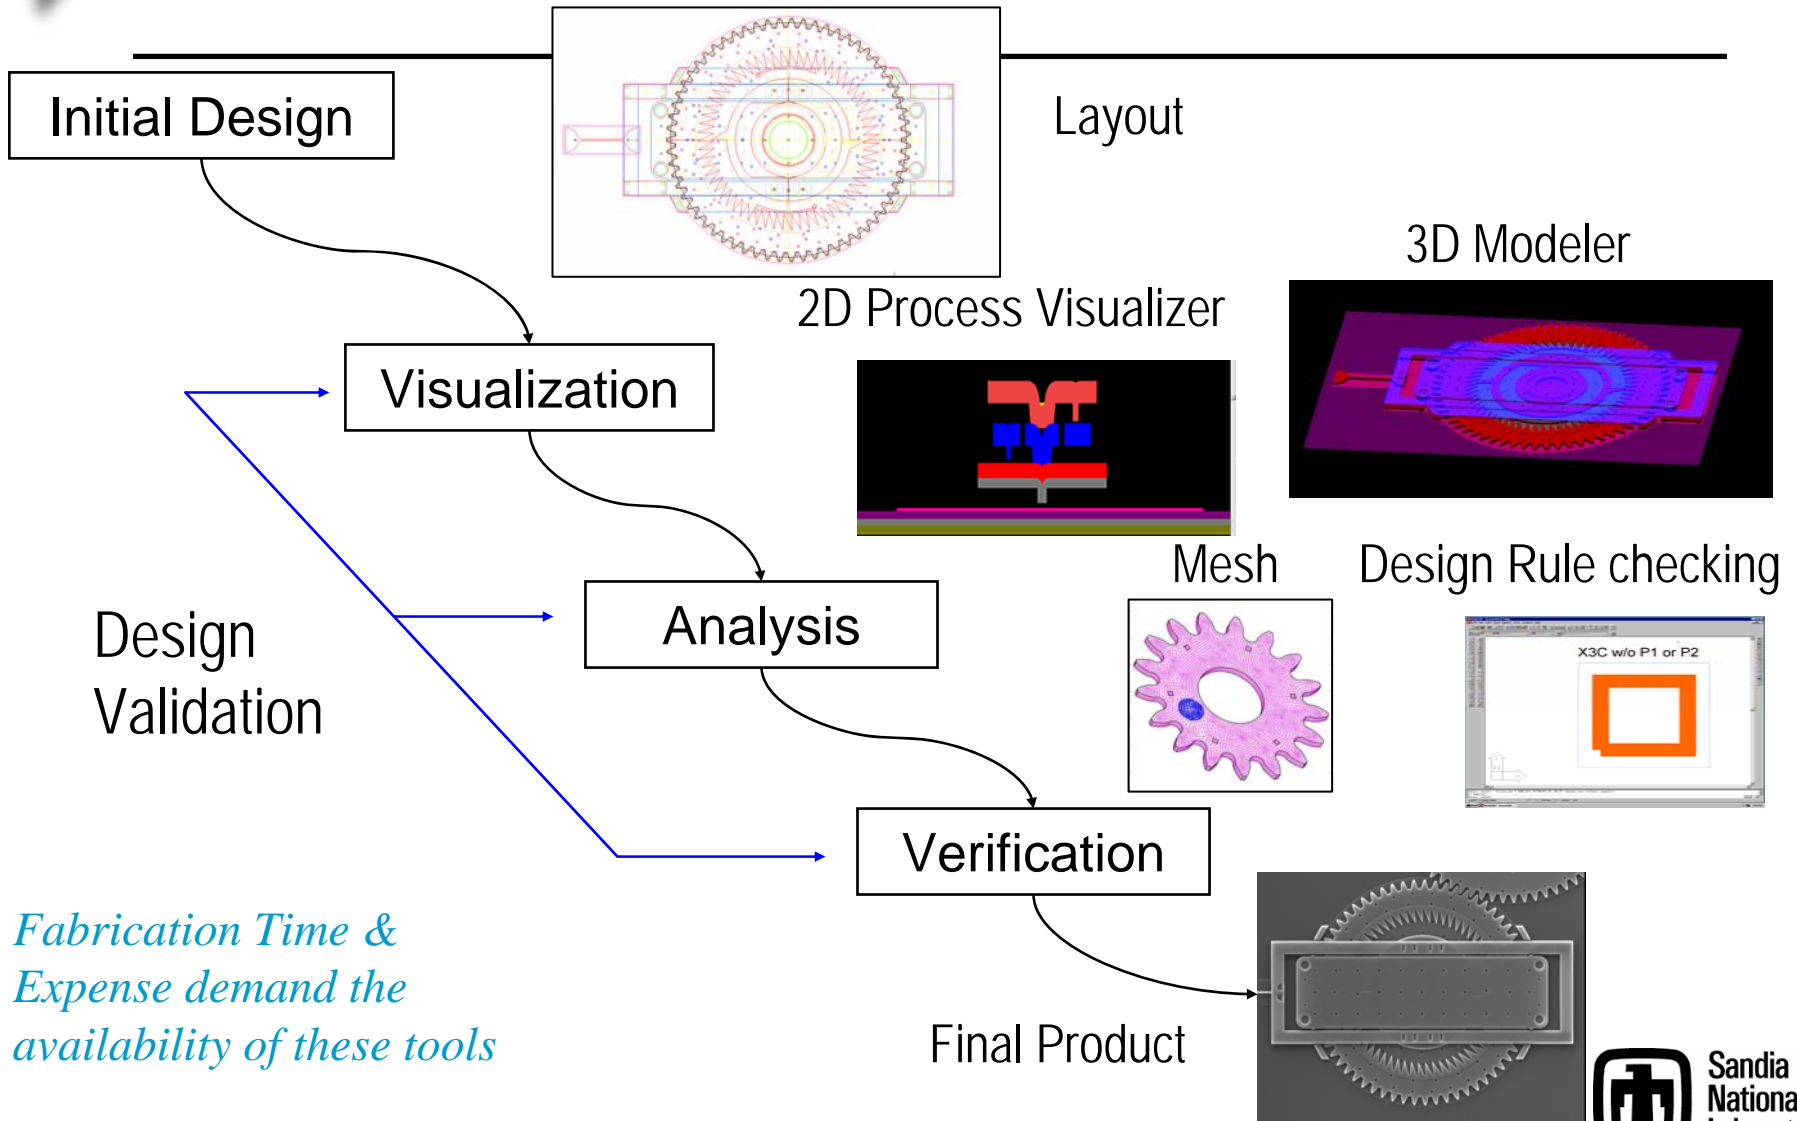 Initial Design
Layout
3D Modeler
2D Process Visualizer
Visualization
Mesh
Design Rule checking
X3C w/o P1 or P2
Analysis
Design
Validation
Verification
Fabrication Time &
Expense demand the
availability of these tools
Final Product
Sandia
Nationa